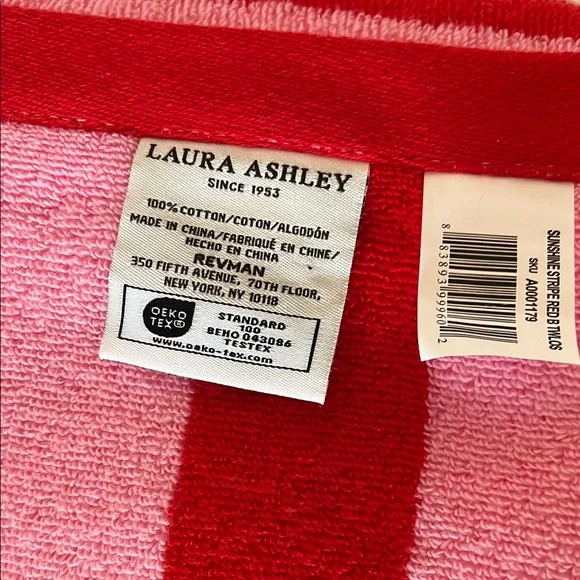 LAURA ASHLEY
SINCE 1953
100% COTTON/COTON/ALGODÓN
MADE IN CHINA/FABRIQUÉ EN CHINE/
HECHO EN CHINA
REVMAN
350 FIFTH AVENUE, 70TH FLOOR,
NEW YORK, NY 10118
OEKO
TEX®
STANDARD
100
BEHO 043086
TESTEX
www.oeko-tex.com
SUNSHINE STRIPE RED B TWLOS
SKU A0001179
8 83893 99960 2